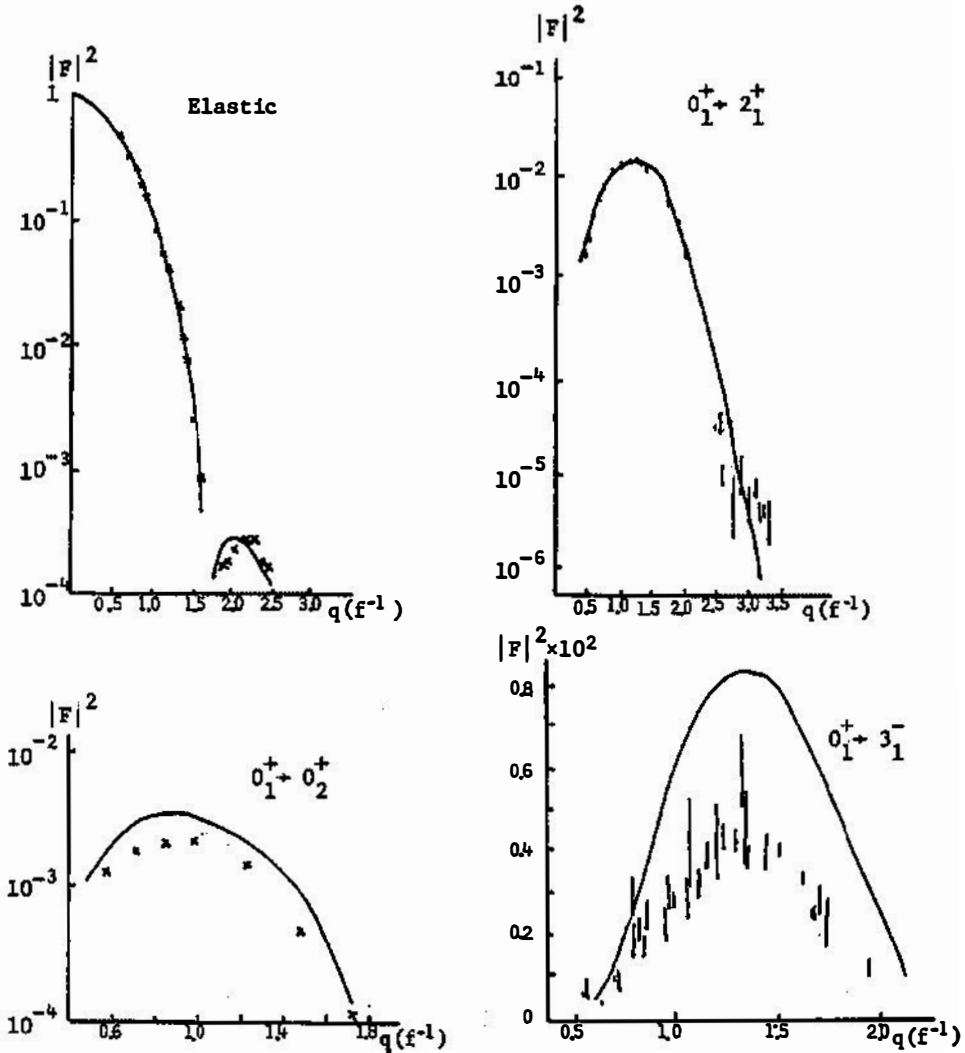 |F|²
1
Elastic
10⁻¹
10⁻²
10⁻³
10⁻⁴
0.5 1.0 1.5 2.0 2.5 3.0 q(f⁻¹)
|F|²
10⁻¹
0₁⁺→ 2₁⁺
10⁻²
10⁻³
10⁻⁴
10⁻⁵
10⁻⁶
0.5 1.0 1.5 2.0 2.5 3.0 3.5 q(f⁻¹)
|F|²
10⁻²
0₁⁺→ 0₂⁺
10⁻³
10⁻⁴
0.6 1.0 1.4 1.8 q(f⁻¹)
|F|²×10²
0.8
0₁⁺→ 3₁⁻
0.6
0.4
0.2
0
0.5 1.0 1.5 2.0 q(f⁻¹)